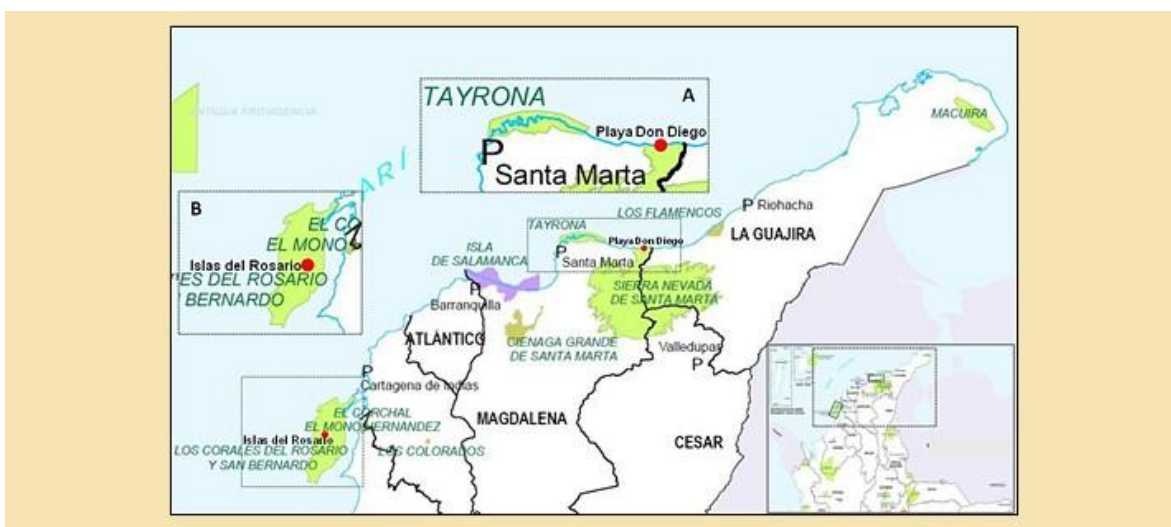 TAYRONA
A
Playa Don Diego
P
Santa Marta
ANTIGUA PROVIDENCIA
MACUIRA
ARI
B
EL CO
EL MONO
Islas del Rosario
ES DEL ROSARIO
BERNARDO
LOS FLAMENCOS
P Riohacha
TAYRONA
LA GUAJIRA
Playa Don Diego
ISLA
DE SALAMANCA
P
Santa Marta
SIERRA NEVADA
DE SANTA MARTA
P
Barranquilla
ATLÁNTICO
CIENAGA GRANDE
DE SANTA MARTA
Valledupar
P
P
Cartagena de Indias
EL CORCHAL
EL MONO HERNANDEZ
MAGDALENA
Islas del Rosario
CESAR
LOS CORALES DEL ROSARIO
Y SAN BERNARDO
LOS COLORADOS